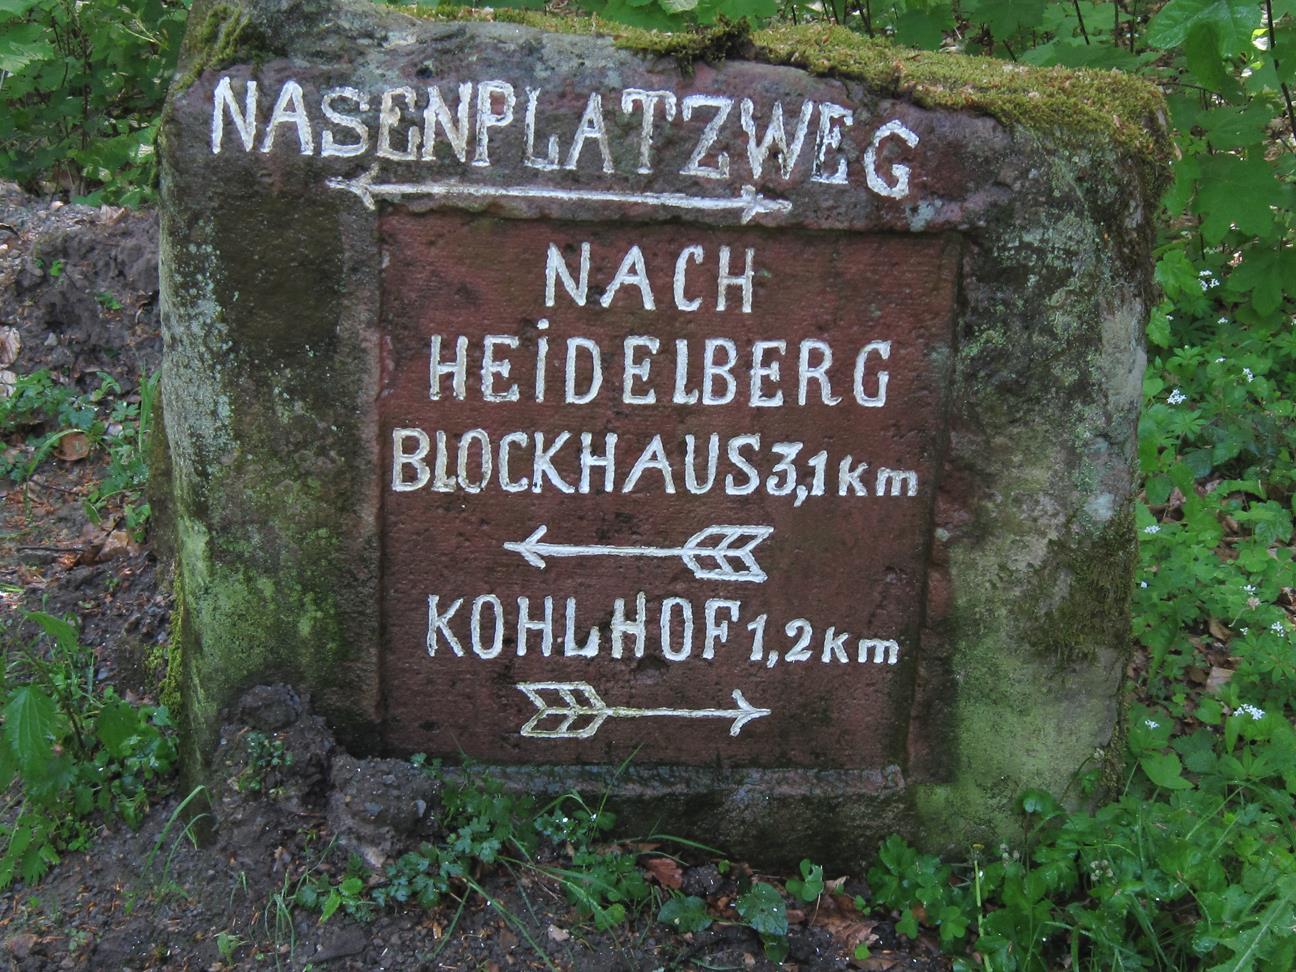 NASENPLATZWEG
NACH
HEiDELBERG
BLOCKHAUS 3,1 Km
KOHLHOF 1,2 Km